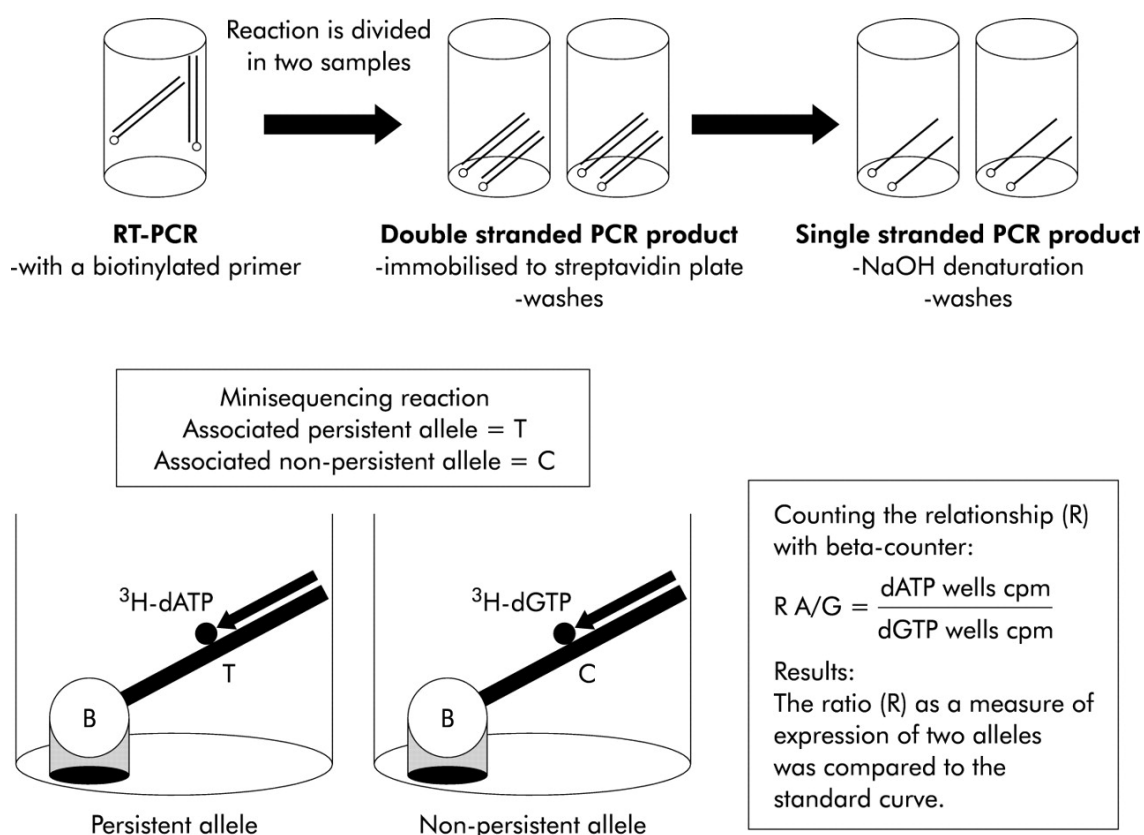 Reaction is divided
in two samples
RT-PCR
-with a biotinylated primer
Double stranded PCR product
-immobilised to streptavidin plate
-washes
Single stranded PCR product
-NaOH denaturation
-washes
Minisequencing reaction
Associated persistent allele = T
Associated non-persistent allele = C
³H-dATP
T
B
Persistent allele
³H-dGTP
C
B
Non-persistent allele
Counting the relationship (R)
with beta-counter:
R A/G = dATP wells cpm
dGTP wells cpm
Results:
The ratio (R) as a measure of
expression of two alleles
was compared to the
standard curve.